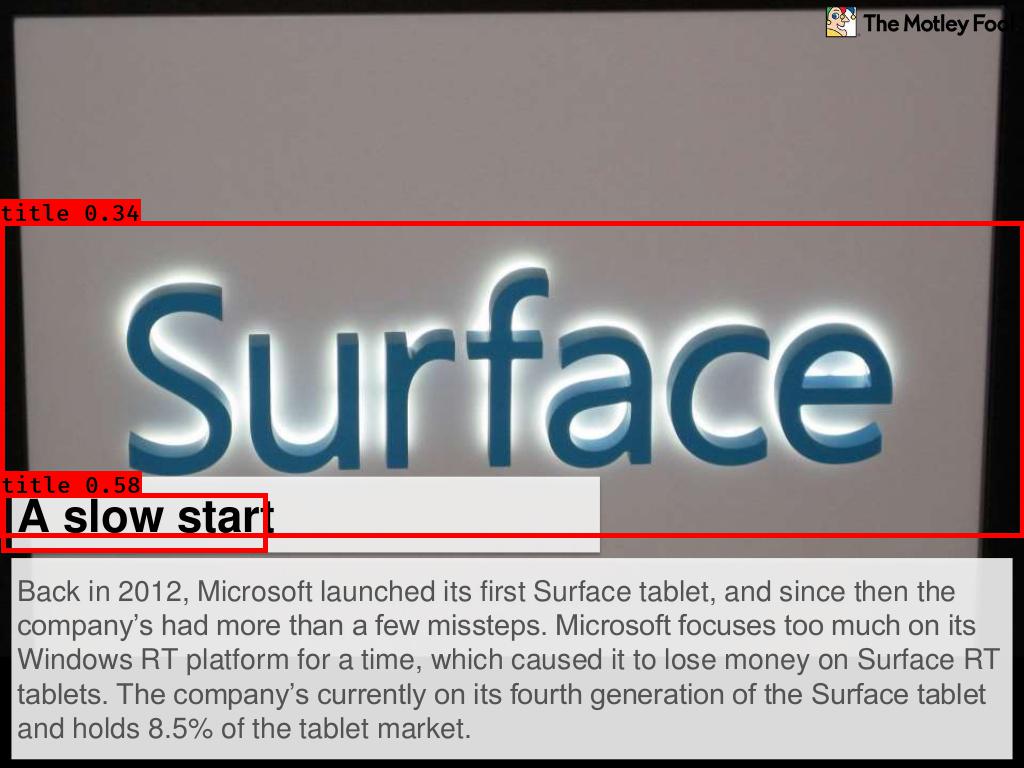 The Motley Fool
title 0.34
Surface
title 0.58
A slow start
Back in 2012, Microsoft launched its first Surface tablet, and since then the
company's had more than a few missteps. Microsoft focuses too much on its
Windows RT platform for a time, which caused it to lose money on Surface RT
tablets. The company's currently on its fourth generation of the Surface tablet
and holds 8.5% of the tablet market.